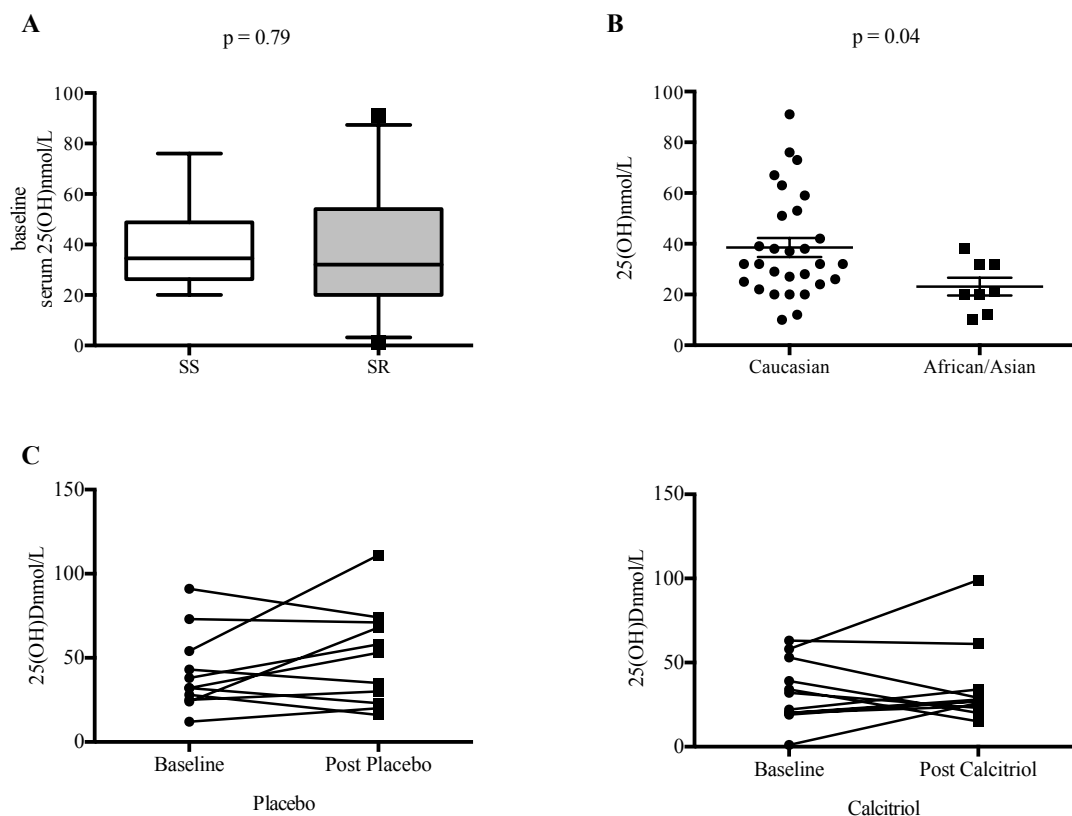 A
p = 0.79
baseline
serum 25(OH)nmol/L
100
80
60
40
20
0
SS
SR
B
p = 0.04
25(OH)nmol/L
100
80
60
40
20
0
Caucasian
African/Asian
C
25(OH)Dnmol/L
150
100
50
0
Baseline
Post Placebo
Placebo
25(OH)Dnmol/L
150
100
50
0
Baseline
Post Calcitriol
Calcitriol